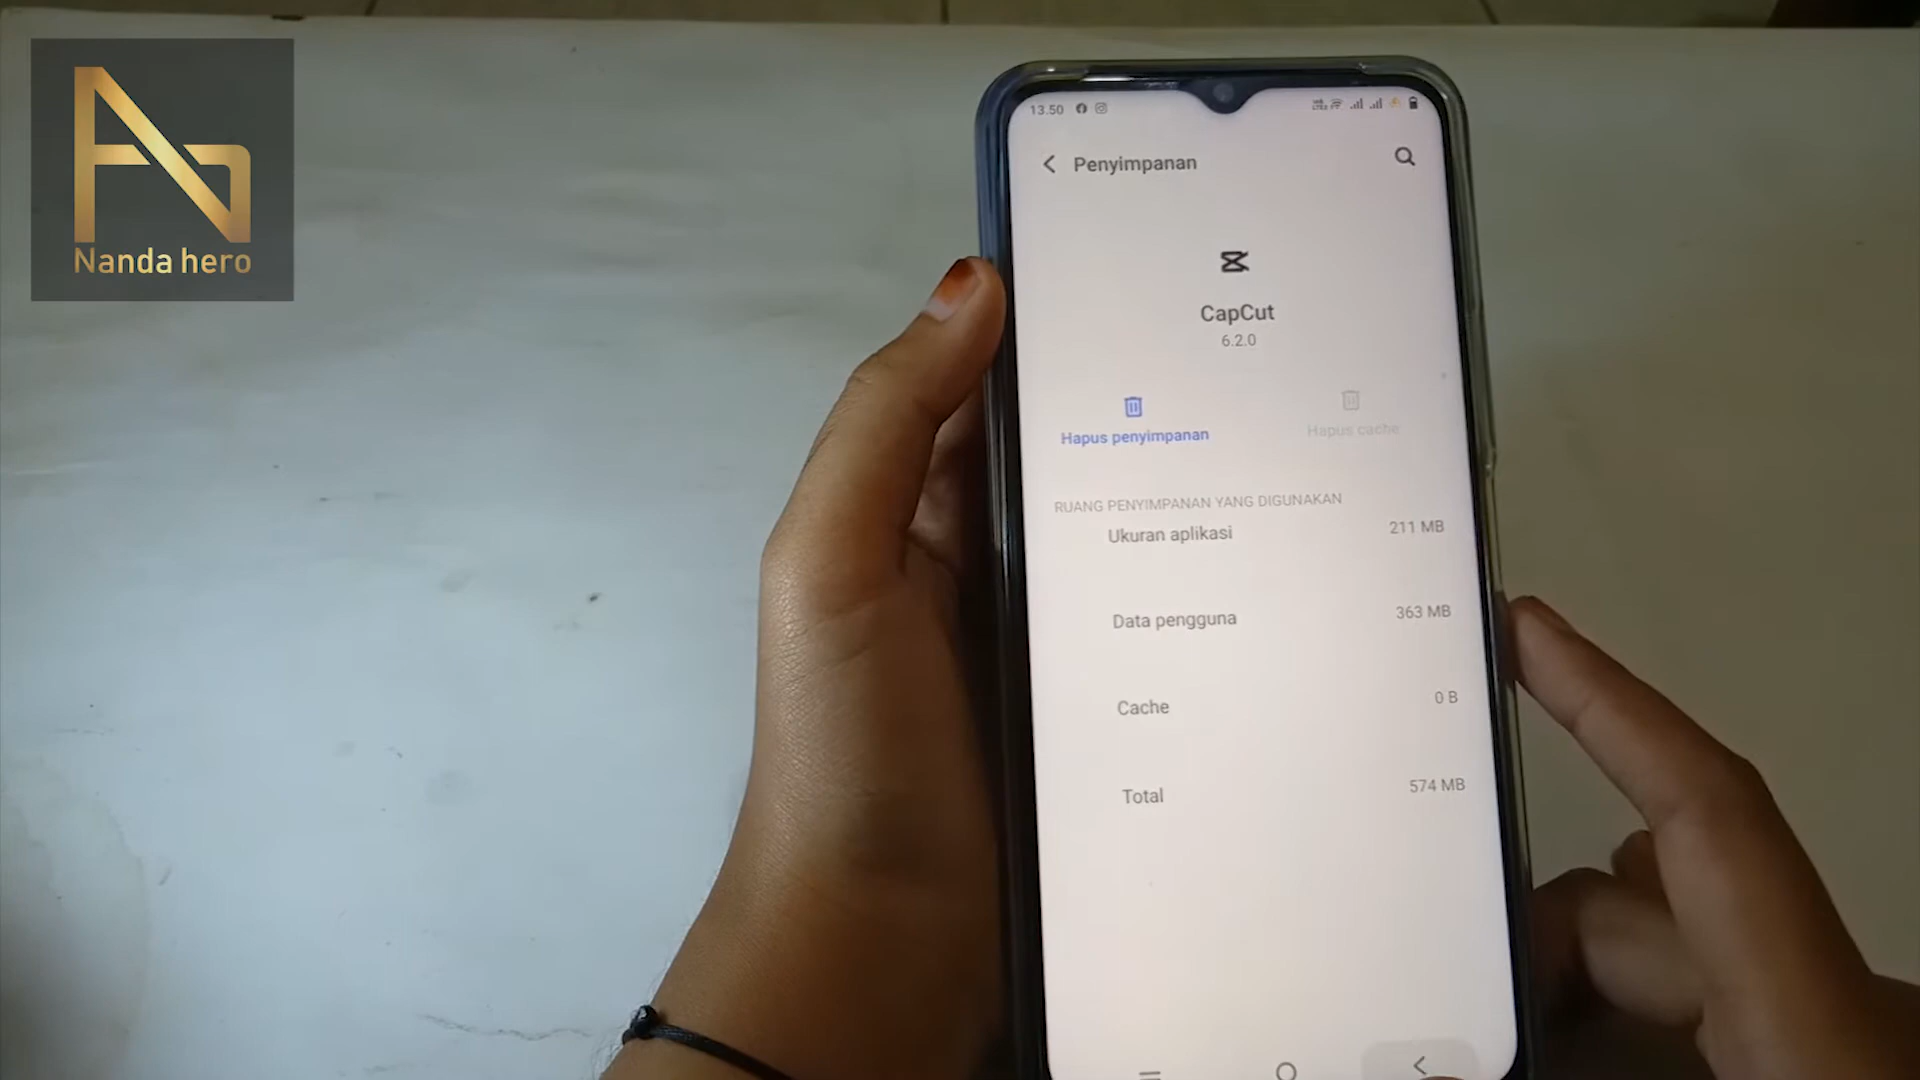 Nanda hero
13.50
Penyimpanan
CapCut
6.2.0
Hapus penyimpanan
Hapus cache
RUANG PENYIMPANAN YANG DIGUNAKAN
Ukuran aplikasi 211 MB
Data pengguna 363 MB
Cache 0 B
Total 574 MB